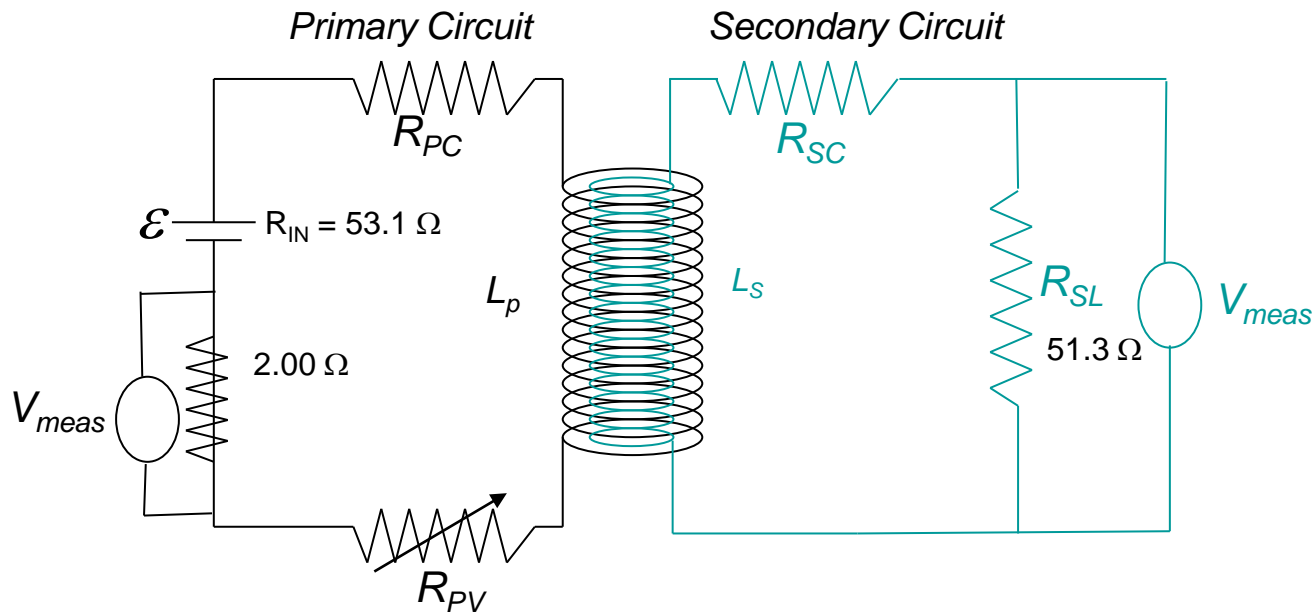 Primary Circuit
Secondary Circuit
R_PC
R_SC
ε
R_IN = 53.1 Ω
L_p
L_S
R_SL
51.3 Ω
V_meas
2.00 Ω
V_meas
R_PV